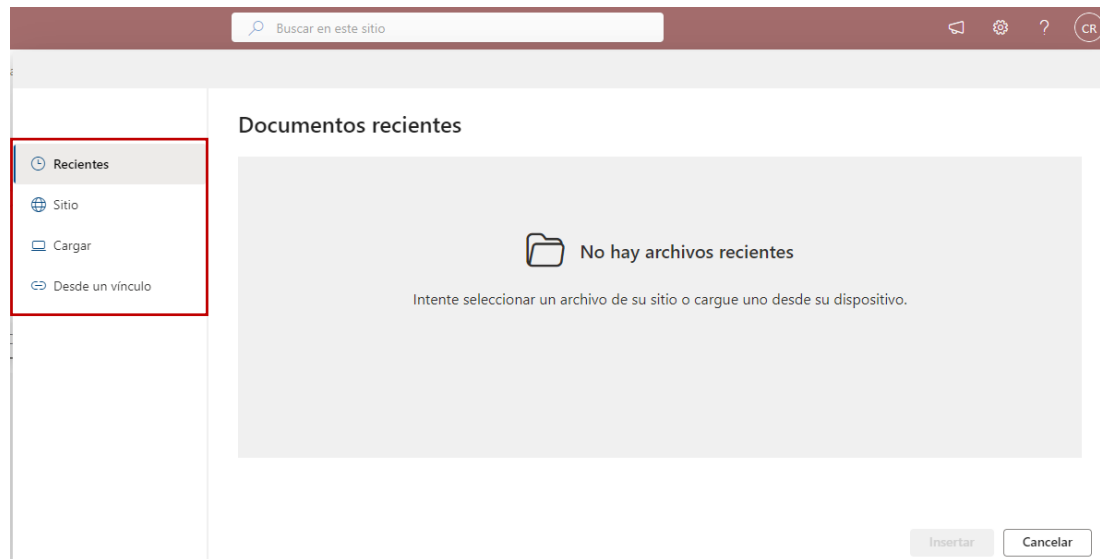 Buscar en este sitio
? CR
Documentos recientes
Recientes
Sitio
Cargar
Desde un vínculo
No hay archivos recientes
Intente seleccionar un archivo de su sitio o cargue uno desde su dispositivo.
Insertar Cancelar